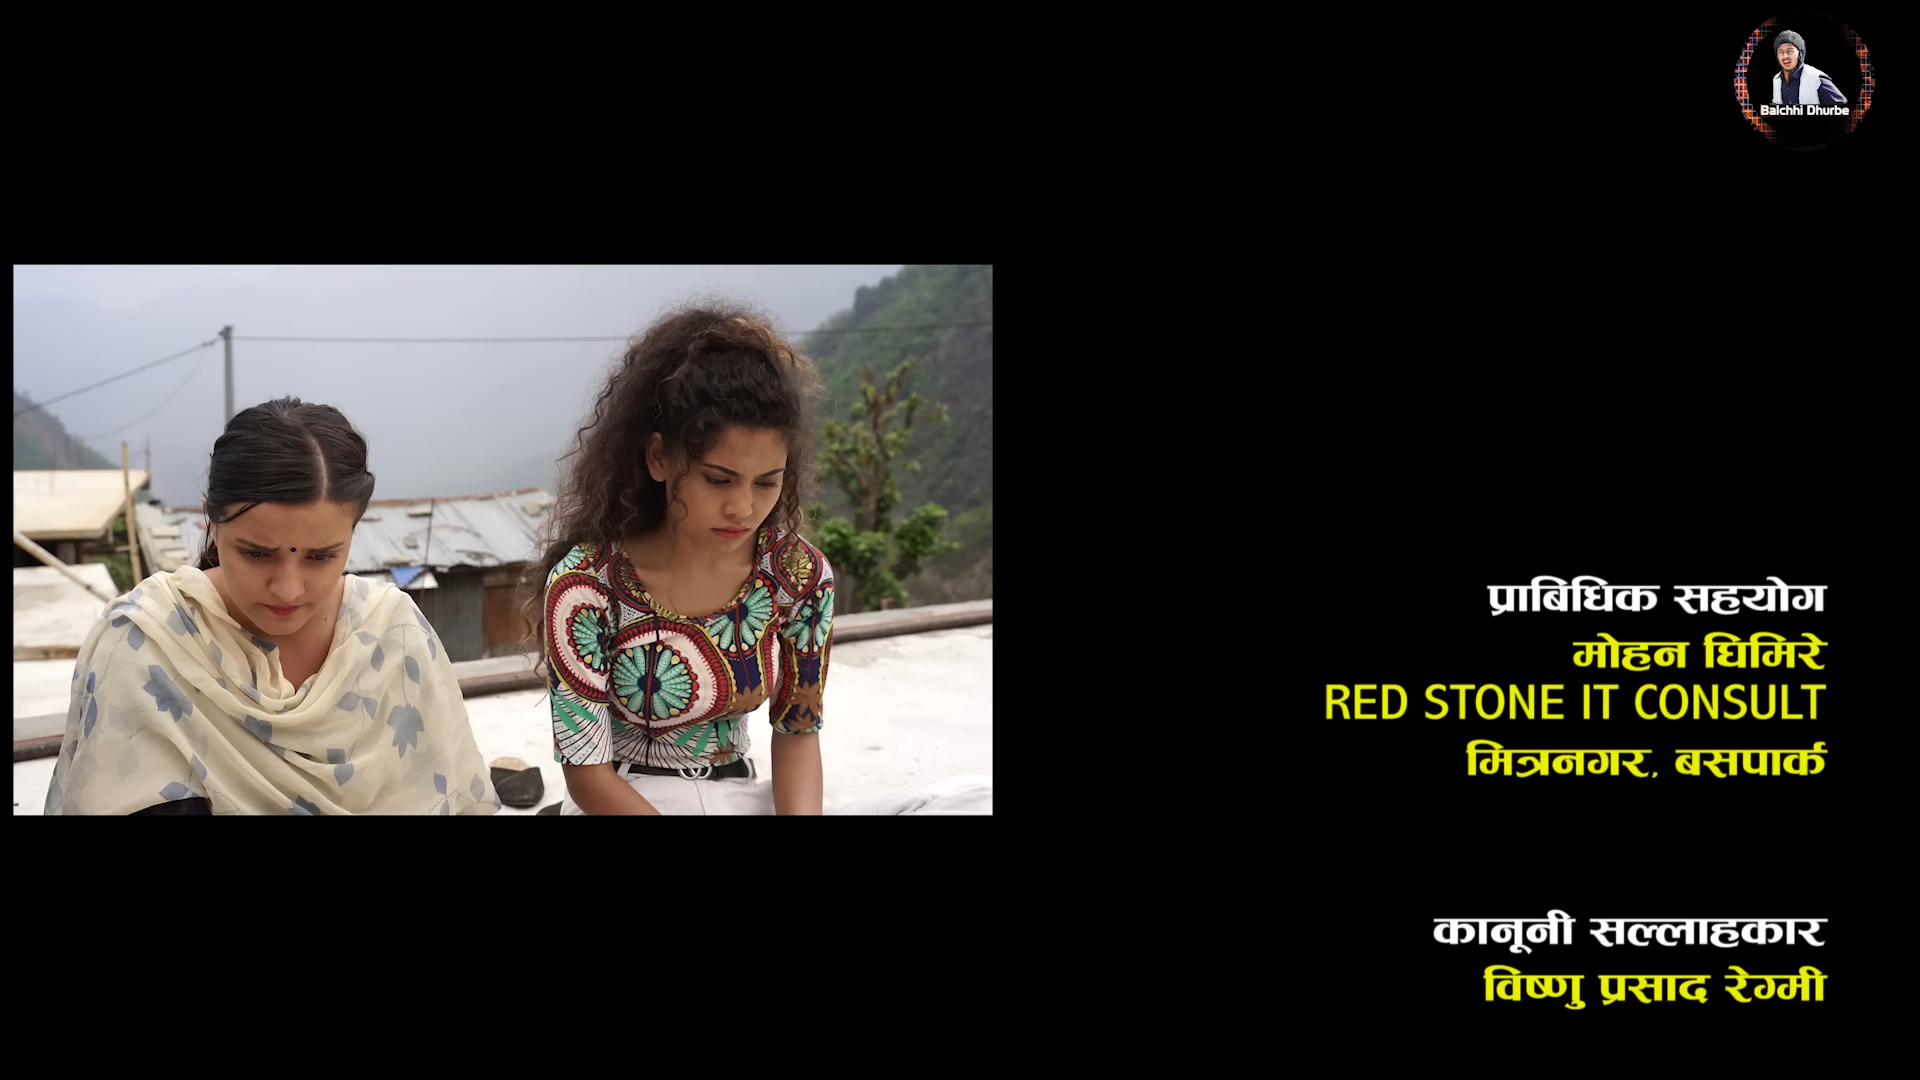 Balchhi Dhurbe
प्राबिधिक सहयोग
मोहन घिमिरे
RED STONE IT CONSULT
मित्रनगर, बसपार्क
कानूनी सल्लाहकार
विष्णु प्रसाद रेग्मी